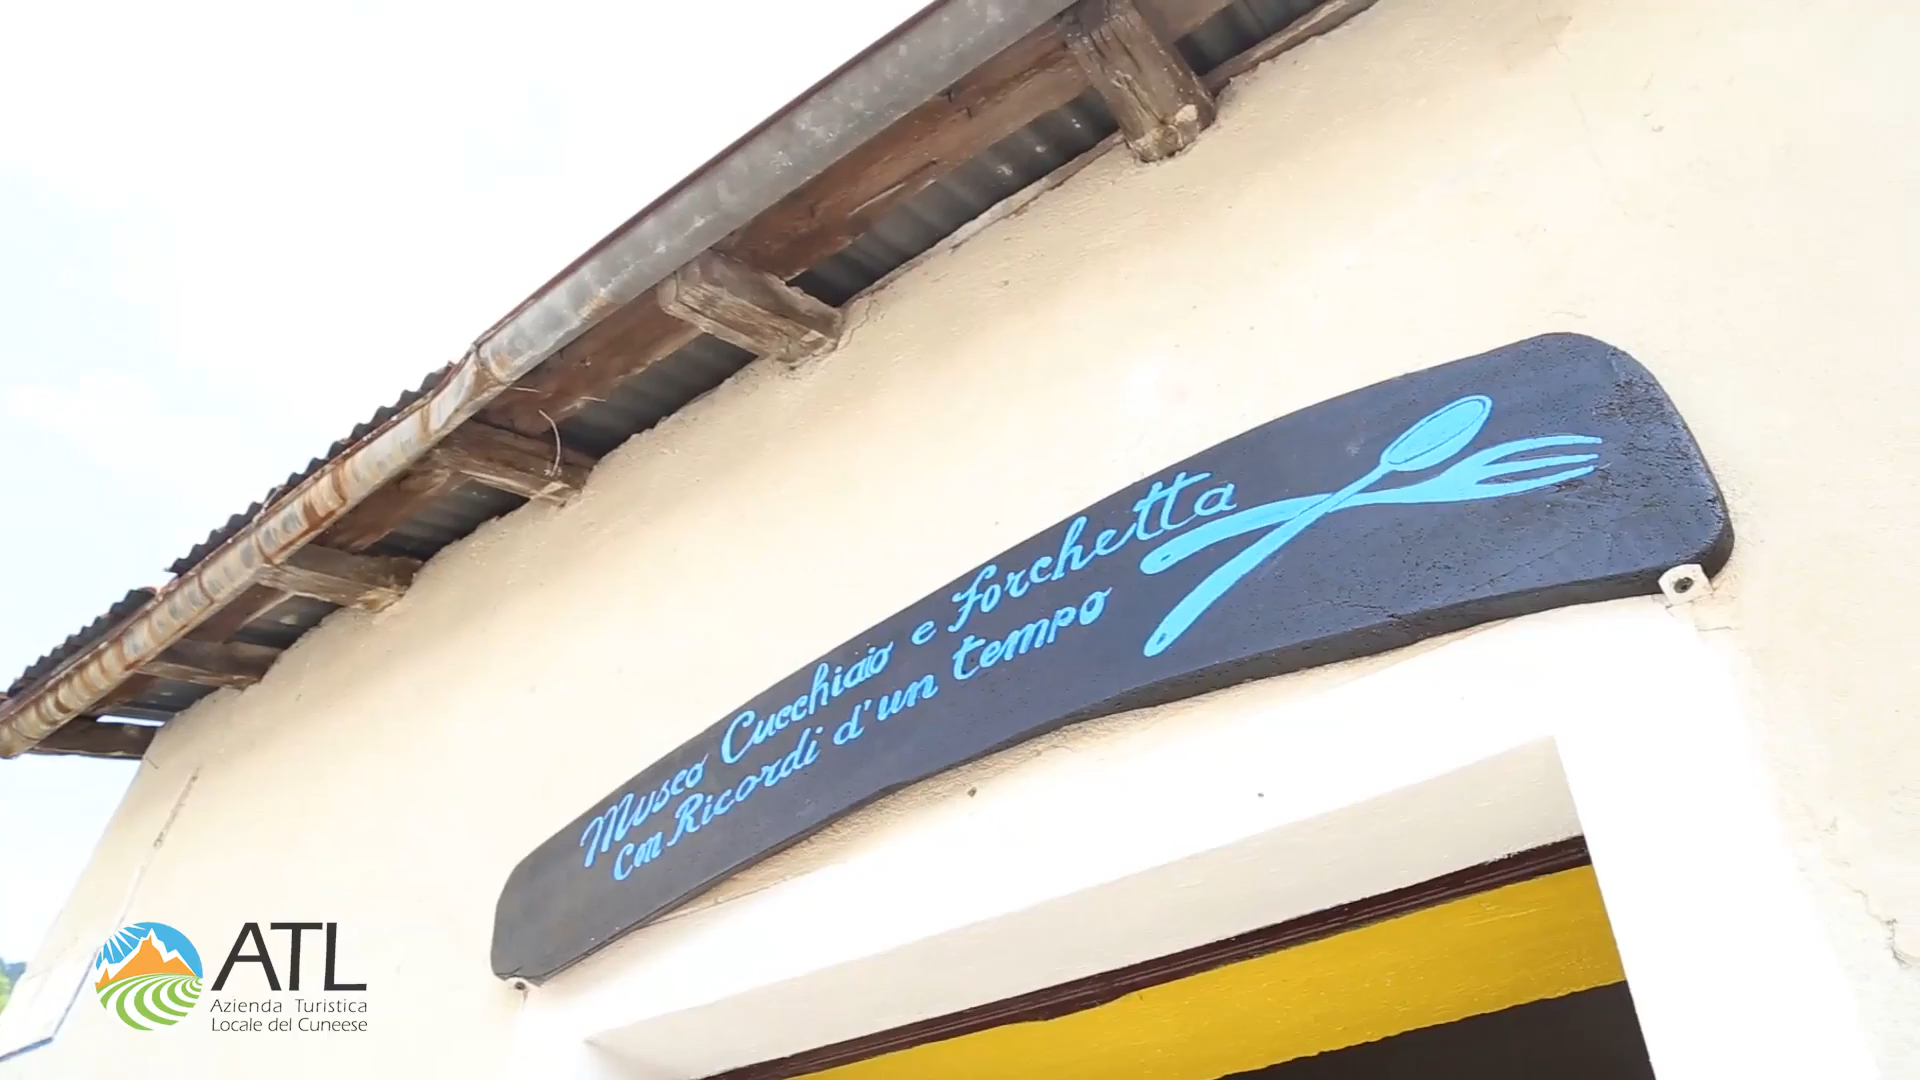 Museo Cucchiaio e forchetta
Con Ricordi d'un tempo
ATL
Azienda Turistica
Locale del Cuneese